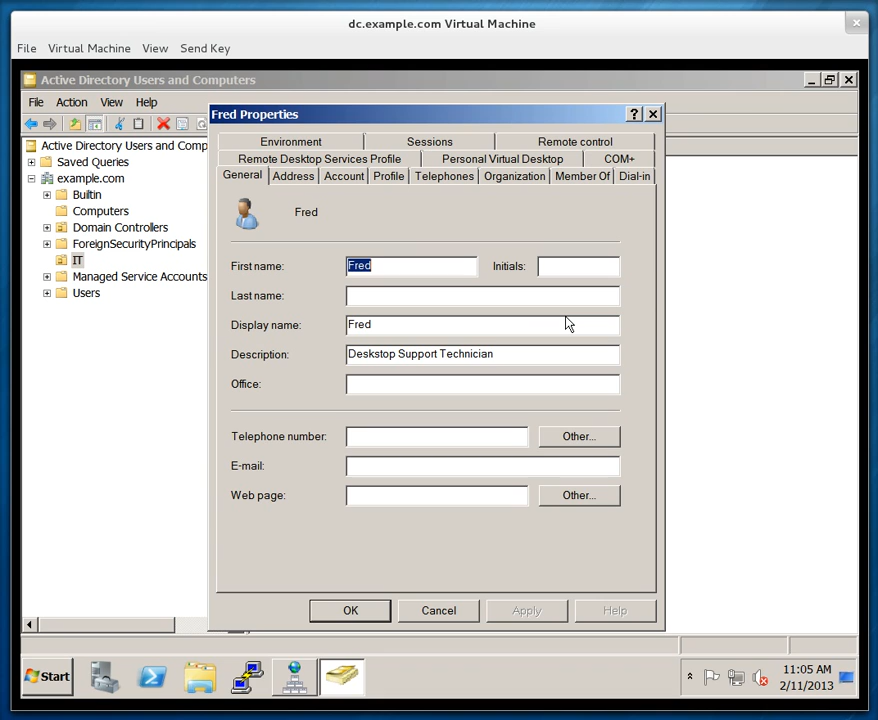 dc.example.com Virtual Machine
File Virtual Machine View Send Key
Active Directory Users and Computers
File Action View Help
Active Directory Users and Comp
Saved Queries
example.com
Builtin
Computers
Domain Controllers
ForeignSecurityPrincipals
IT
Managed Service Accounts
Users
Fred Properties
Environment Sessions Remote control
Remote Desktop Services Profile Personal Virtual Desktop COM+
General Address Account Profile Telephones Organization Member Of Dial-in
Fred
First name: Fred Initials:
Last name:
Display name: Fred
Description: Deskstop Support Technician
Office:
Telephone number: Other...
E-mail:
Web page: Other...
OK Cancel Apply Help
Start
11:05 AM
2/11/2013